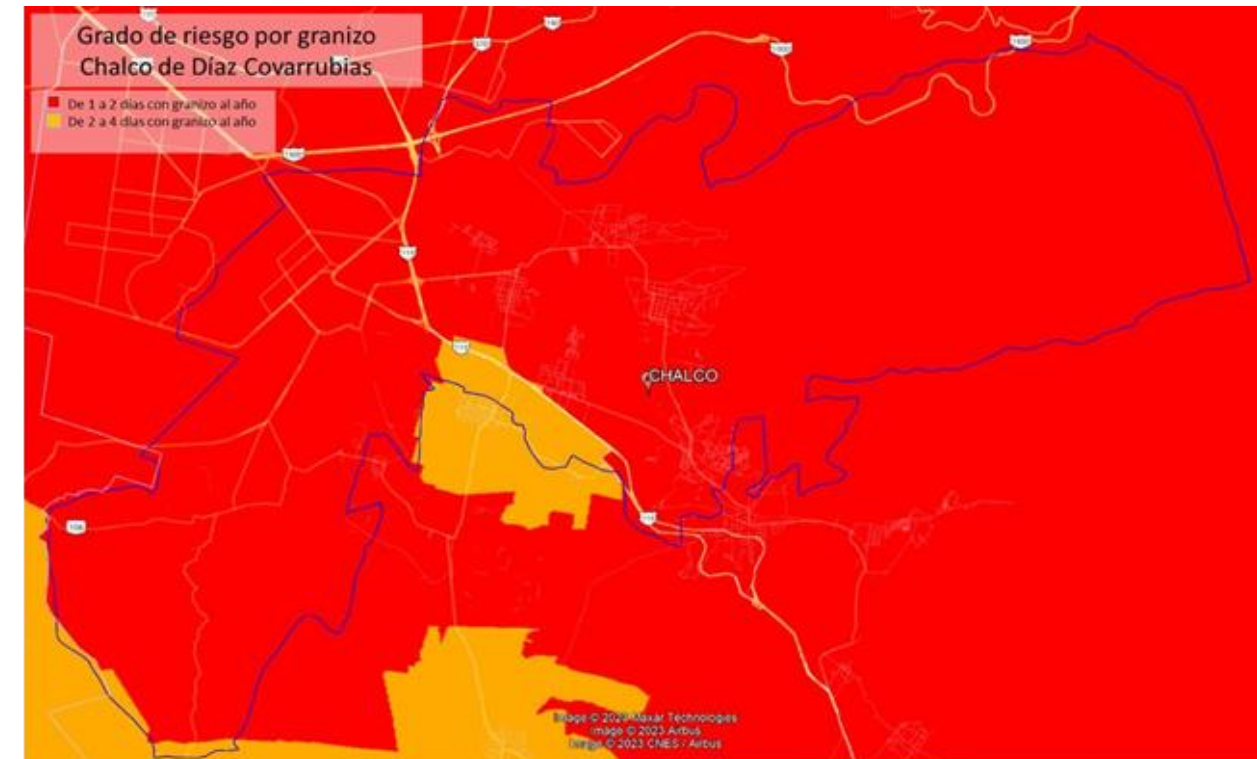 Grado de riesgo por granizo
Chalco de Díaz Covarrubias
De 1 a 2 días con granizo al año
De 2 a 4 días con granizo al año
CHALCO
Image © 2023 Maxar Technologies
Image © 2023 Airbus
Image © 2023 CNES / Airbus